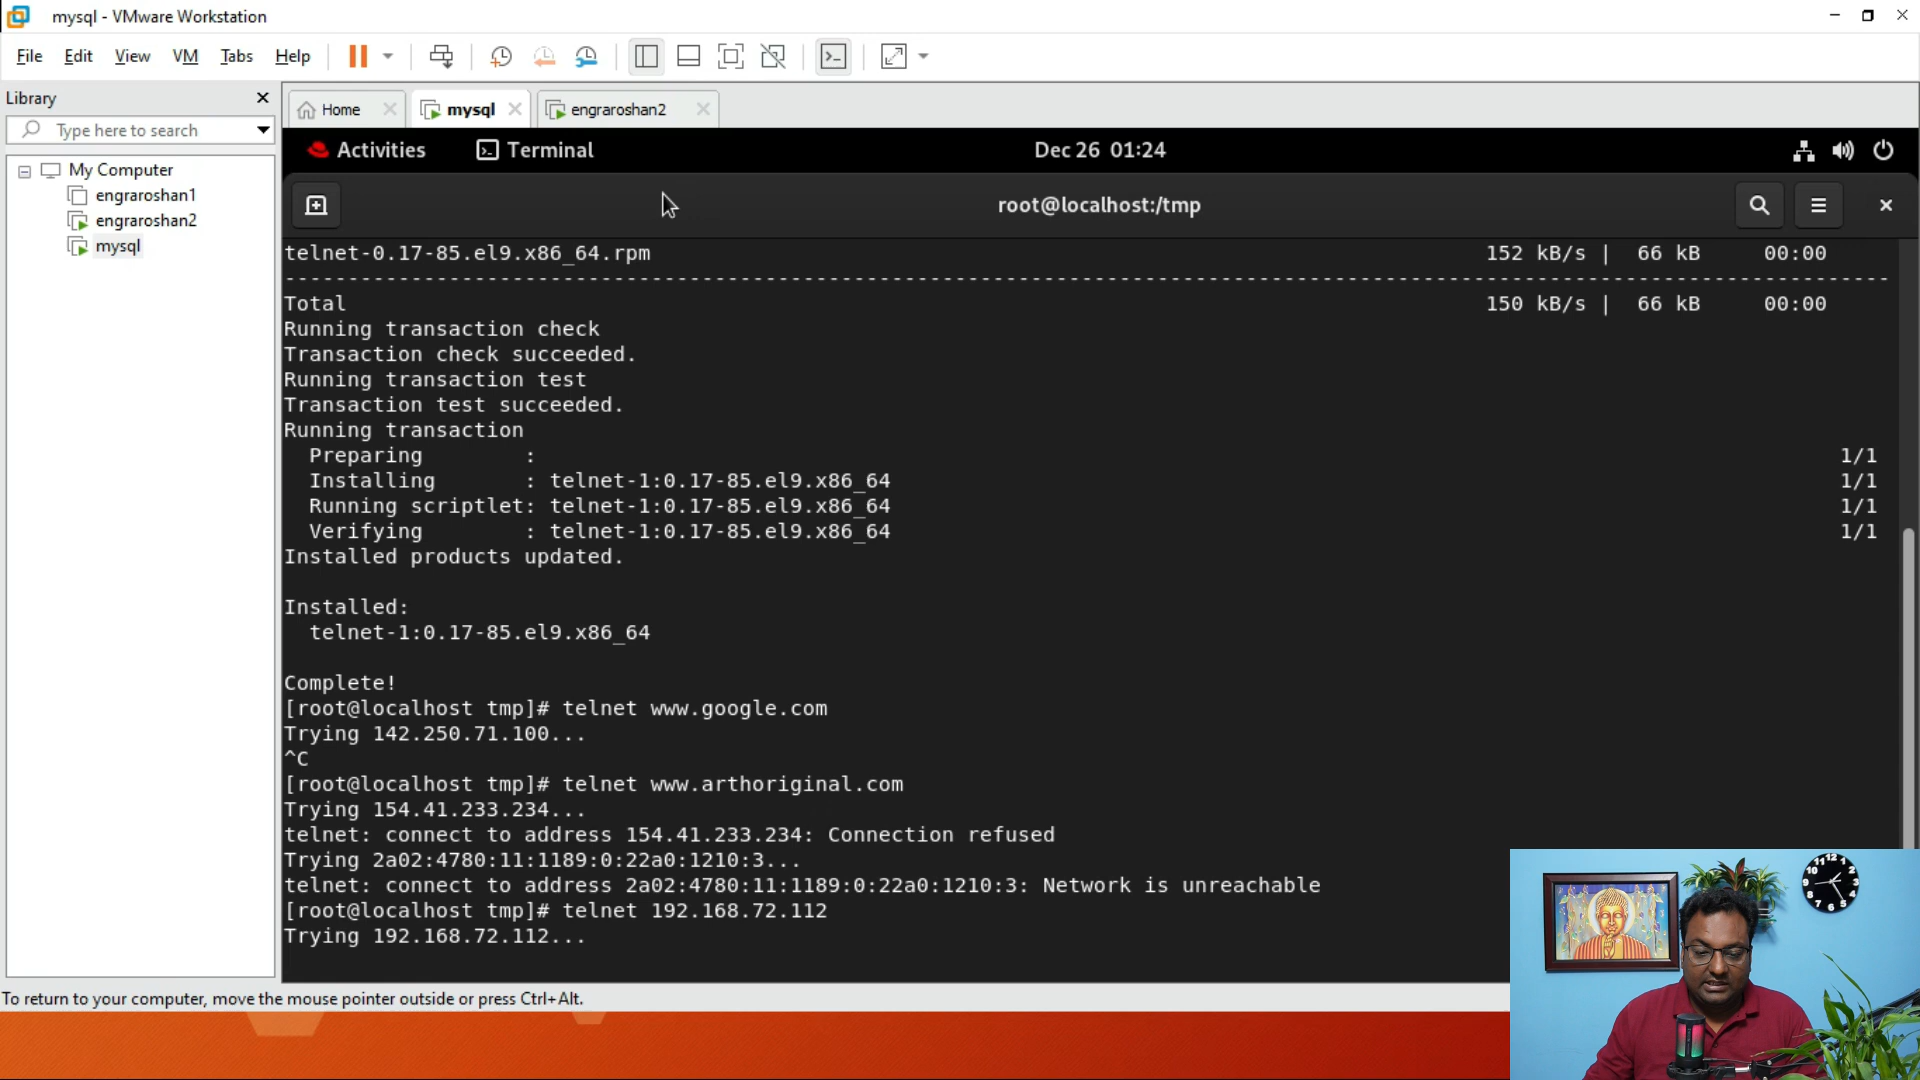 mysql - VMware Workstation
File Edit View VM Tabs Help
Library
Type here to search
My Computer
engraroshan1
engraroshan2
mysql
Home mysql engraroshan2
Activities Terminal Dec 26 01:24
root@localhost:/tmp
telnet-0.17-85.el9.x86_64.rpm 152 kB/s | 66 kB 00:00
--------------------------------------------------------------------------------
Total 150 kB/s | 66 kB 00:00
Running transaction check
Transaction check succeeded.
Running transaction test
Transaction test succeeded.
Running transaction
Preparing : 1/1
Installing : telnet-1:0.17-85.el9.x86_64 1/1
Running scriptlet: telnet-1:0.17-85.el9.x86_64 1/1
Verifying : telnet-1:0.17-85.el9.x86_64 1/1
Installed products updated.
Installed:
telnet-1:0.17-85.el9.x86_64
Complete!
[root@localhost tmp]# telnet www.google.com
Trying 142.250.71.100...
^C
[root@localhost tmp]# telnet www.arthoriginal.com
Trying 154.41.233.234...
telnet: connect to address 154.41.233.234: Connection refused
Trying 2a02:4780:11:1189:0:22a0:1210:3...
telnet: connect to address 2a02:4780:11:1189:0:22a0:1210:3: Network is unreachable
[root@localhost tmp]# telnet 192.168.72.112
Trying 192.168.72.112...
To return to your computer, move the mouse pointer outside or press Ctrl+Alt.